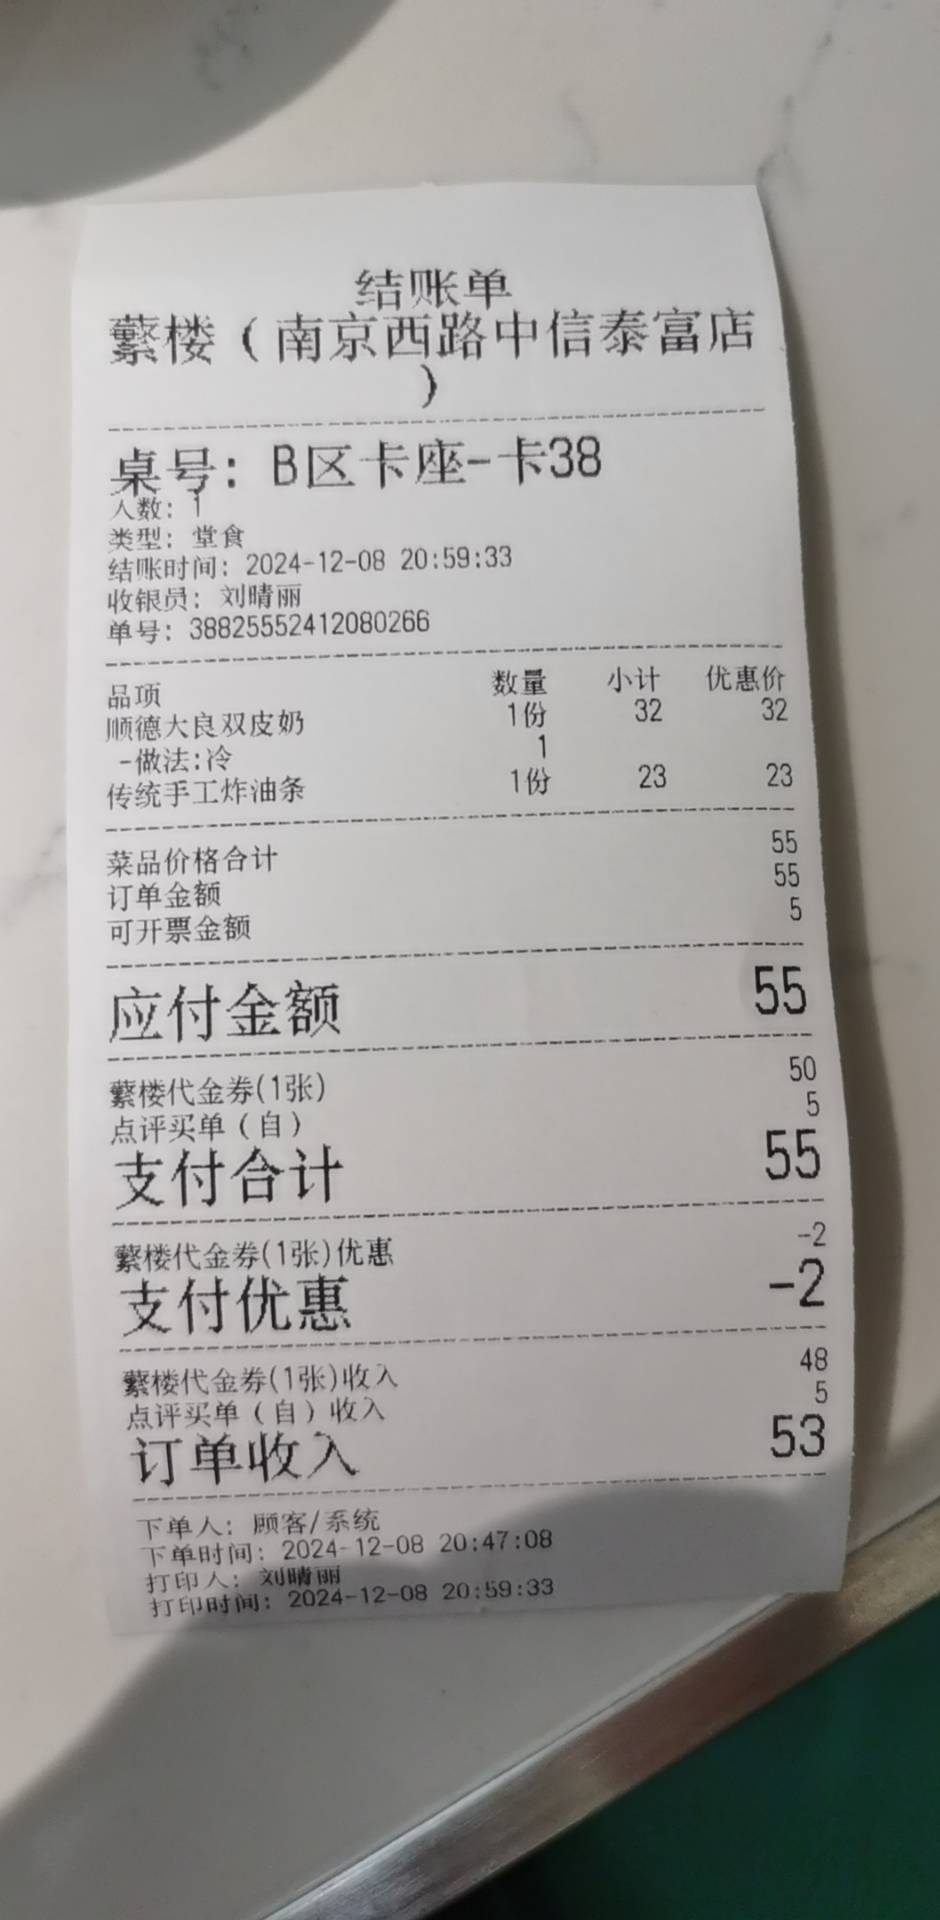 结账单
蘩楼（南京西路中信泰富店
）
桌号：B区卡座-卡38
人数：1
类型：堂食
结账时间：2024-12-08 20:59:33
收银员：刘晴丽
单号：38825552412080266
品项 数量 小计 优惠价
顺德大良双皮奶 1份 32 32
-做法:冷 1
传统手工炸油条 1份 23 23
菜品价格合计 55
订单金额 55
可开票金额 5
应付金额 55
蘩楼代金券(1张) 50
点评买单（自） 5
支付合计 55
蘩楼代金券(1张)优惠 -2
支付优惠 -2
蘩楼代金券(1张)收入 48
点评买单（自）收入 5
订单收入 53
下单人：顾客/系统
下单时间：2024-12-08 20:47:08
打印人：刘晴丽
打印时间：2024-12-08 20:59:33